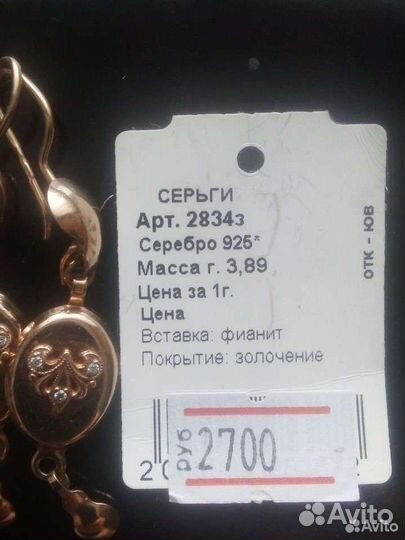 СЕРЬГИ
Арт. 2834з
Серебро 925*
Масса г. 3,89
Цена за 1г.
Цена
Вставка: фианит
Покрытие: золочение
ОТК - ЮВ
РУБ 2700
Avito